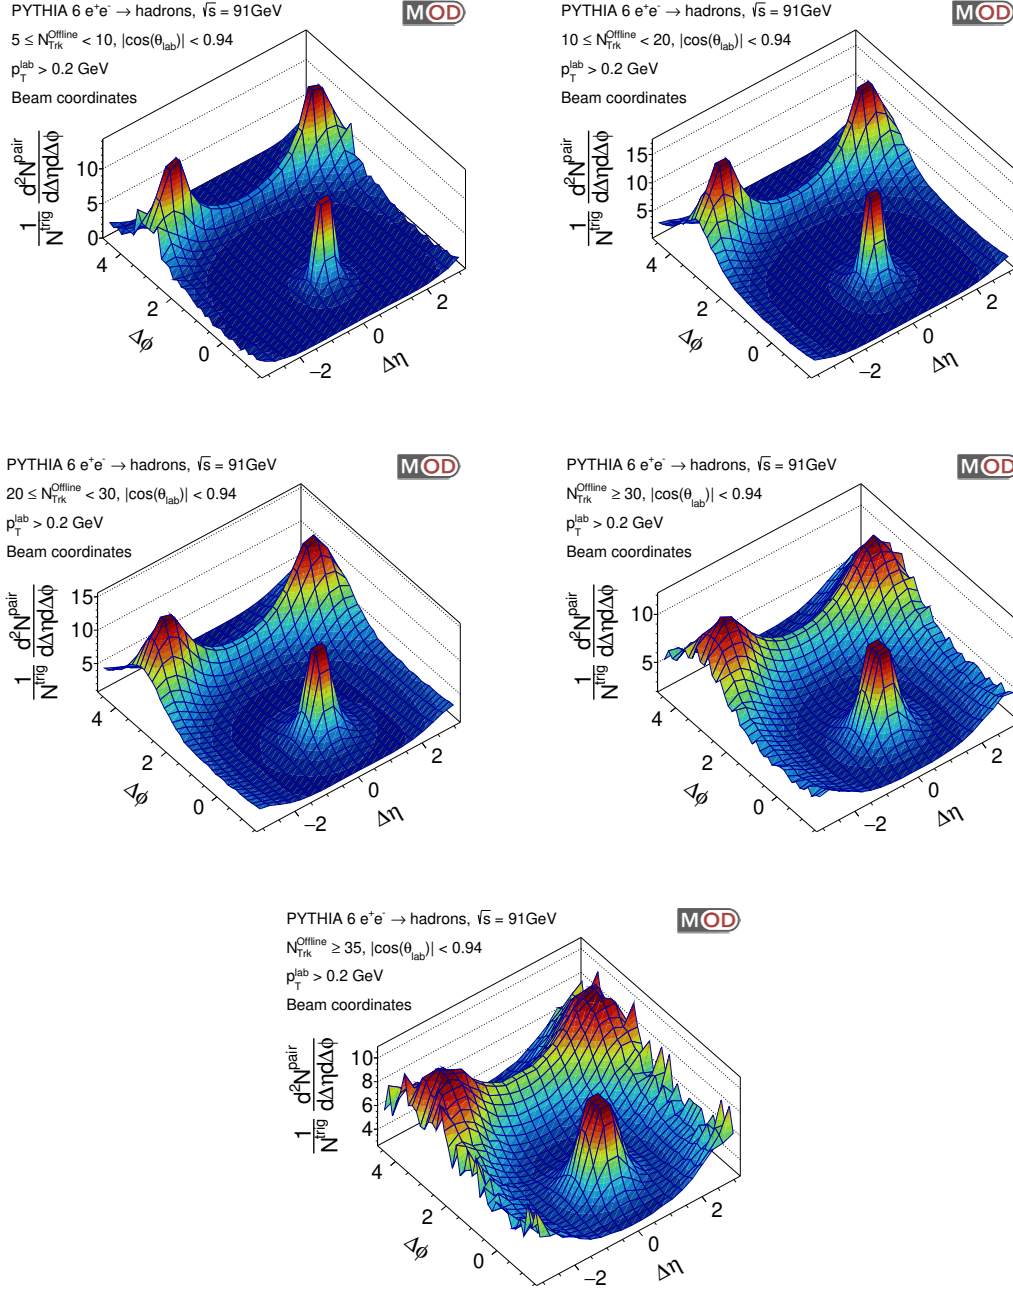 PYTHIA 6 e⁺e⁻ → hadrons, √s = 91GeV
MOD
5 ≤ N_Trk^Offline < 10, |cos(θ_lab)| < 0.94
p_T^lab > 0.2 GeV
Beam coordinates
1/N^trig d²N^pair/dΔηdΔϕ
10
5
0
4
2
0
Δϕ
−2
0
2
Δη
PYTHIA 6 e⁺e⁻ → hadrons, √s = 91GeV
MOD
10 ≤ N_Trk^Offline < 20, |cos(θ_lab)| < 0.94
p_T^lab > 0.2 GeV
Beam coordinates
1/N^trig d²N^pair/dΔηdΔϕ
15
10
5
4
2
0
Δϕ
−2
0
2
Δη
PYTHIA 6 e⁺e⁻ → hadrons, √s = 91GeV
MOD
20 ≤ N_Trk^Offline < 30, |cos(θ_lab)| < 0.94
p_T^lab > 0.2 GeV
Beam coordinates
1/N^trig d²N^pair/dΔηdΔϕ
15
10
5
4
2
0
Δϕ
−2
0
2
Δη
PYTHIA 6 e⁺e⁻ → hadrons, √s = 91GeV
MOD
N_Trk^Offline ≥ 30, |cos(θ_lab)| < 0.94
p_T^lab > 0.2 GeV
Beam coordinates
1/N^trig d²N^pair/dΔηdΔϕ
10
5
4
2
0
Δϕ
−2
0
2
Δη
PYTHIA 6 e⁺e⁻ → hadrons, √s = 91GeV
MOD
N_Trk^Offline ≥ 35, |cos(θ_lab)| < 0.94
p_T^lab > 0.2 GeV
Beam coordinates
1/N^trig d²N^pair/dΔηdΔϕ
10
8
6
4
4
2
0
Δϕ
−2
0
2
Δη